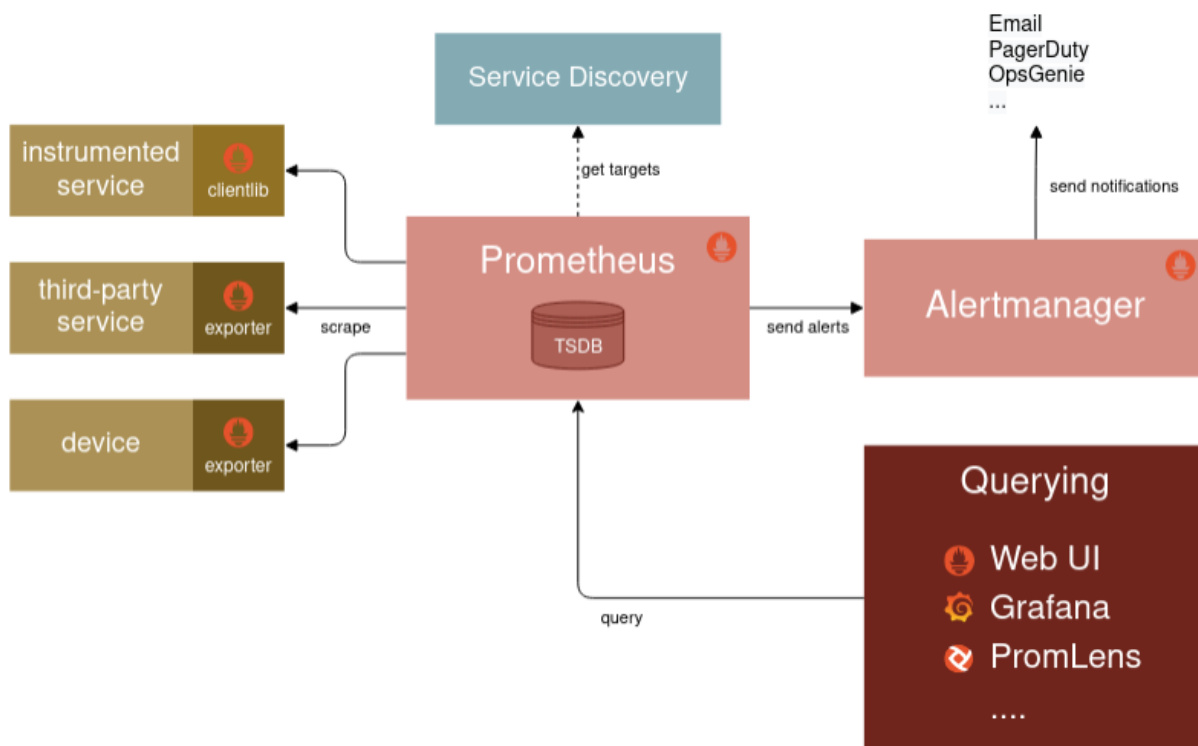 Email
PagerDuty
OpsGenie
...
Service Discovery
get targets
send notifications
instrumented
service
clientlib
third-party
service
exporter
device
exporter
scrape
Prometheus
TSDB
send alerts
Alertmanager
query
Querying
Web UI
Grafana
PromLens
....